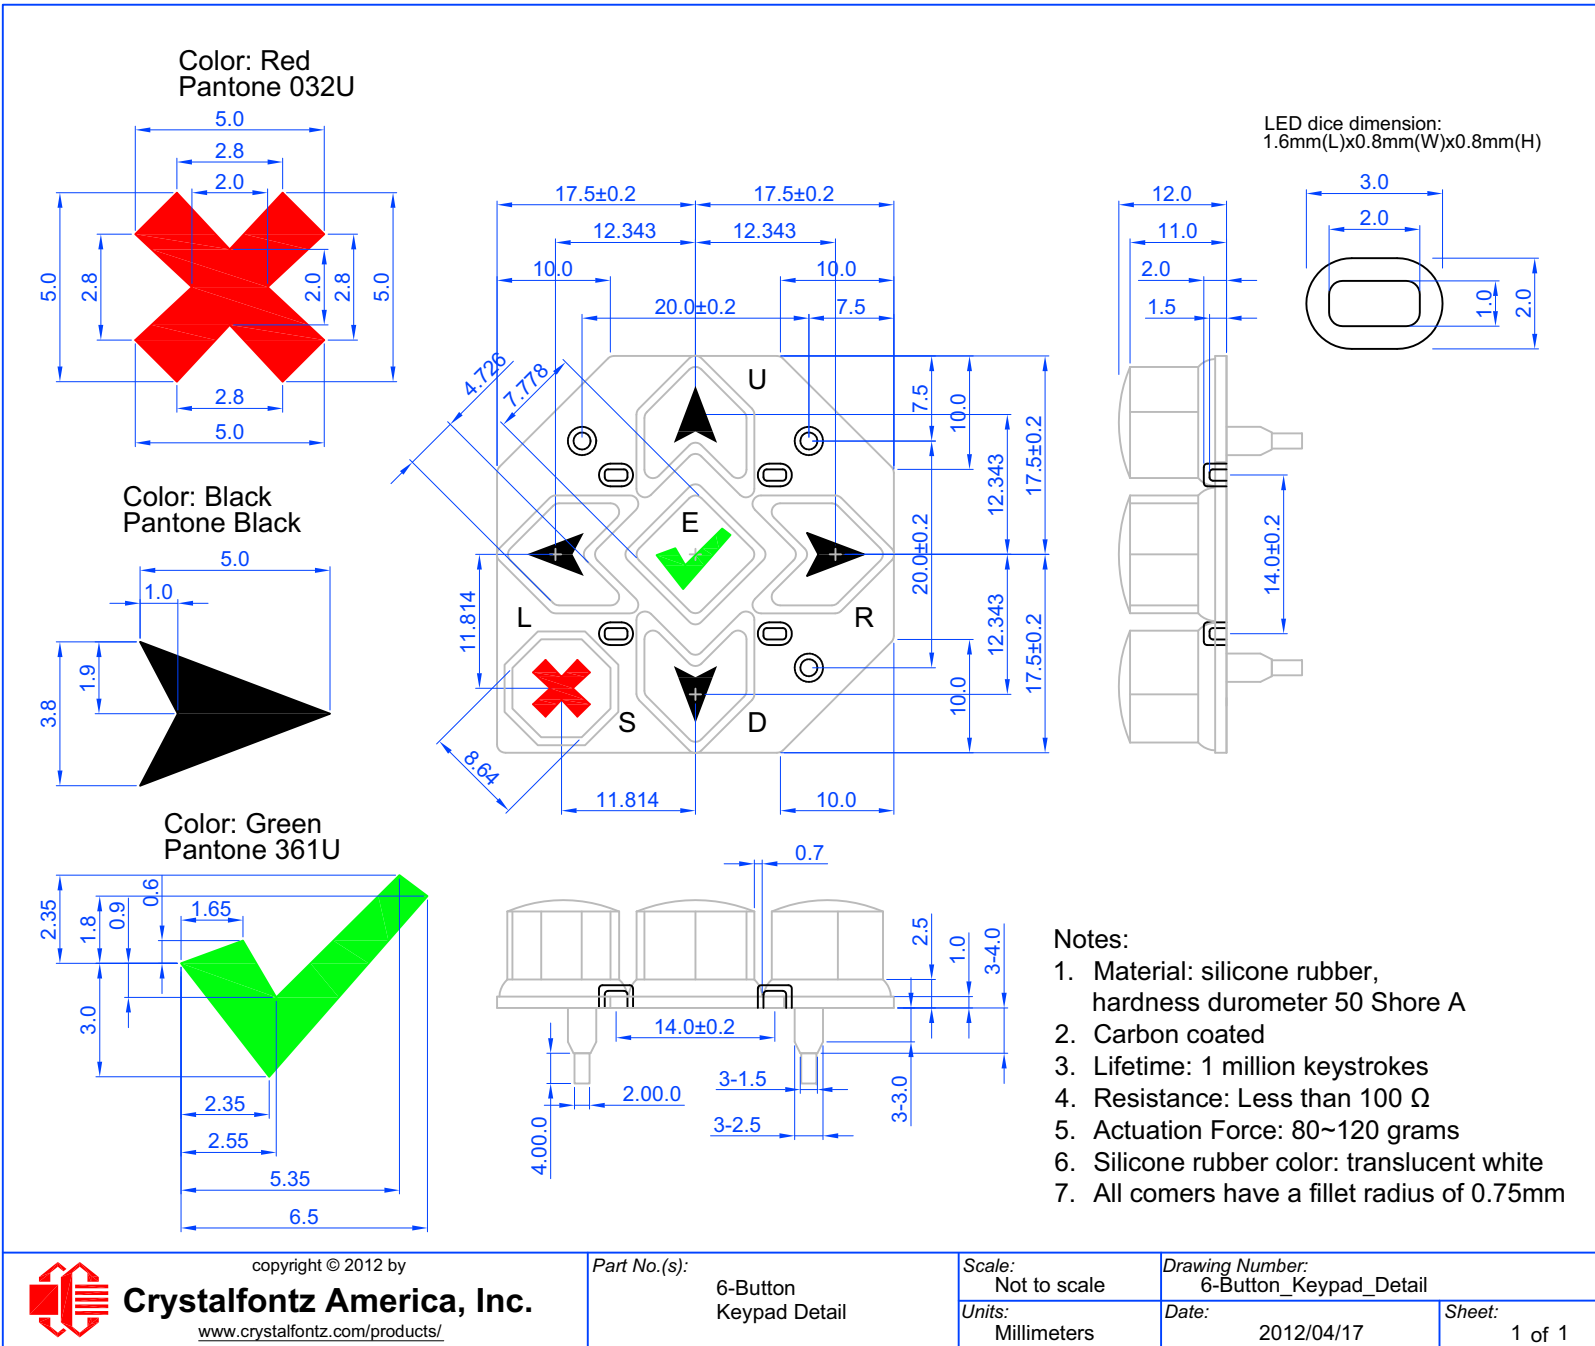 Color: Red
Pantone 032U
5.0
2.8
2.0
5.0
2.8
2.0
2.8
5.0
2.8
5.0
Color: Black
Pantone Black
5.0
1.0
1.9
3.8
Color: Green
Pantone 361U
2.35
1.8
0.9
0.6
1.65
3.0
2.35
2.55
5.35
6.5
17.5±0.2
17.5±0.2
12.343
12.343
10.0
10.0
20.0±0.2
7.5
4.726
7.778
U
E
L
R
S
D
7.5
10.0
12.343
17.5±0.2
20.0±0.2
12.343
17.5±0.2
10.0
11.814
8.64
11.814
10.0
12.0
11.0
2.0
1.5
14.0±0.2
LED dice dimension:
1.6mm(L)x0.8mm(W)x0.8mm(H)
3.0
2.0
1.0
2.0
0.7
2.5
1.0
3-4.0
14.0±0.2
3-1.5
2.00.0
3-2.5
4.00.0
3-3.0
Notes:
1. Material: silicone rubber,
hardness durometer 50 Shore A
2. Carbon coated
3. Lifetime: 1 million keystrokes
4. Resistance: Less than 100 Ω
5. Actuation Force: 80~120 grams
6. Silicone rubber color: translucent white
7. All comers have a fillet radius of 0.75mm
copyright © 2012 by
Crystalfontz America, Inc.
www.crystalfontz.com/products/
Part No.(s):
6-Button
Keypad Detail
Scale:
Not to scale
Units:
Millimeters
Drawing Number:
6-Button_Keypad_Detail
Date:
2012/04/17
Sheet:
1 of 1